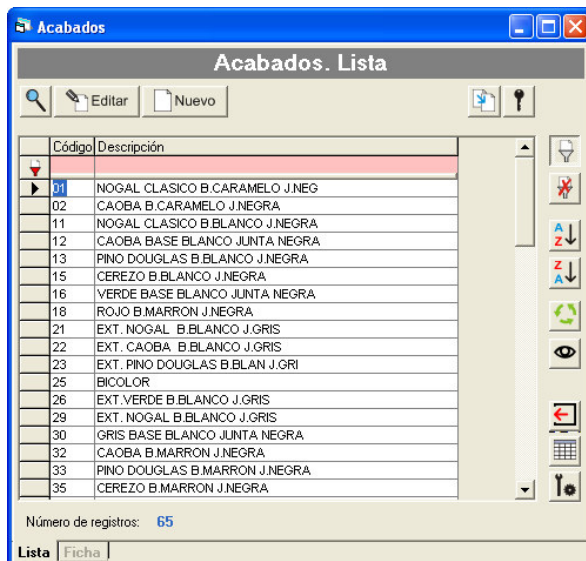 Acabados
Acabados. Lista
Editar Nuevo
Código Descripción
01 NOGAL CLASICO B.CARAMELO J.NEG
02 CAOBA B.CARAMELO J.NEGRA
11 NOGAL CLASICO B.BLANCO J.NEGRA
12 CAOBA BASE BLANCO JUNTA NEGRA
13 PINO DOUGLAS B.BLANCO J.NEGRA
15 CEREZO B.BLANCO J.NEGRA
16 VERDE BASE BLANCO JUNTA NEGRA
18 ROJO B.MARRON J.NEGRA
21 EXT. NOGAL  B.BLANCO J.GRIS
22 EXT. CAOBA  B.BLANCO J.GRIS
23 EXT. PINO DOUGLAS B.BLAN J.GRI
25 BICOLOR
26 EXT.VERDE B.BLANCO J.GRIS
29 EXT. NOGAL B.BLANCO J.GRIS
30 GRIS BASE BLANCO JUNTA NEGRA
32 CAOBA B.MARRON J.NEGRA
33 PINO DOUGLAS B.MARRON J.NEGRA
35 CEREZO B.MARRON J.NEGRA
Número de registros: 65
Lista Ficha